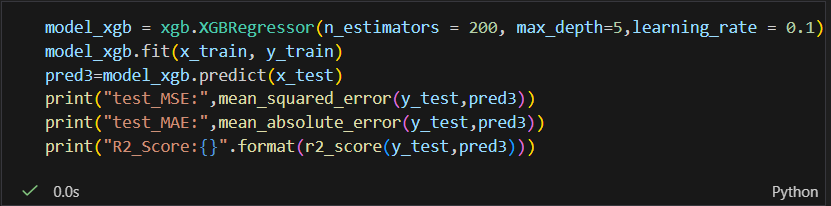 model_xgb = xgb.XGBRegressor(n_estimators = 200, max_depth=5,learning_rate = 0.1)
model_xgb.fit(x_train, y_train)
pred3=model_xgb.predict(x_test)
print("test_MSE:",mean_squared_error(y_test,pred3))
print("test_MAE:",mean_absolute_error(y_test,pred3))
print("R2_Score:{}".format(r2_score(y_test,pred3)))
0.0s
Python